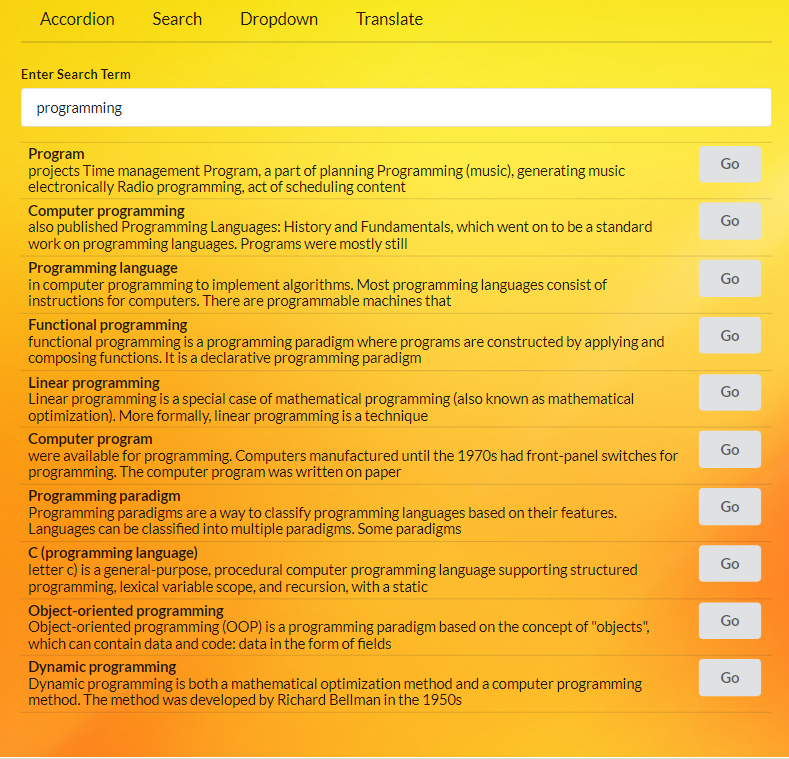 Accordion Search Dropdown Translate
Enter Search Term
programming
Program
projects Time management Program, a part of planning Programming (music), generating music
electronically Radio programming, act of scheduling content
Go
Computer programming
also published Programming Languages: History and Fundamentals, which went on to be a standard
work on programming languages. Programs were mostly still
Go
Programming language
in computer programming to implement algorithms. Most programming languages consist of
instructions for computers. There are programmable machines that
Go
Functional programming
functional programming is a programming paradigm where programs are constructed by applying and
composing functions. It is a declarative programming paradigm
Go
Linear programming
Linear programming is a special case of mathematical programming (also known as mathematical
optimization). More formally, linear programming is a technique
Go
Computer program
were available for programming. Computers manufactured until the 1970s had front-panel switches for
programming. The computer program was written on paper
Go
Programming paradigm
Programming paradigms are a way to classify programming languages based on their features.
Languages can be classified into multiple paradigms. Some paradigms
Go
C (programming language)
letter c) is a general-purpose, procedural computer programming language supporting structured
programming, lexical variable scope, and recursion, with a static
Go
Object-oriented programming
Object-oriented programming (OOP) is a programming paradigm based on the concept of "objects",
which can contain data and code: data in the form of fields
Go
Dynamic programming
Dynamic programming is both a mathematical optimization method and a computer programming
method. The method was developed by Richard Bellman in the 1950s
Go